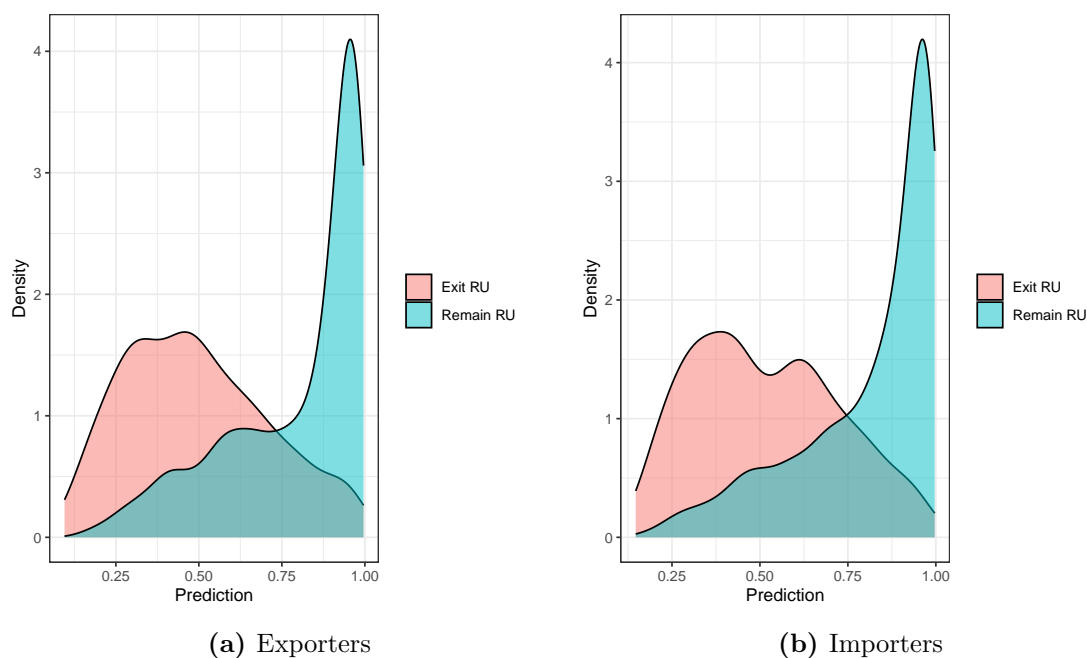 4
3
2
1
0
Density
0.25 0.50 0.75 1.00
Prediction
Exit RU
Remain RU
(a) Exporters
4
3
2
1
0
Density
0.25 0.50 0.75 1.00
Prediction
Exit RU
Remain RU
(b) Importers